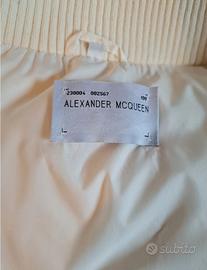 230004 002567
ALEXANDER MCQUEEN
subito